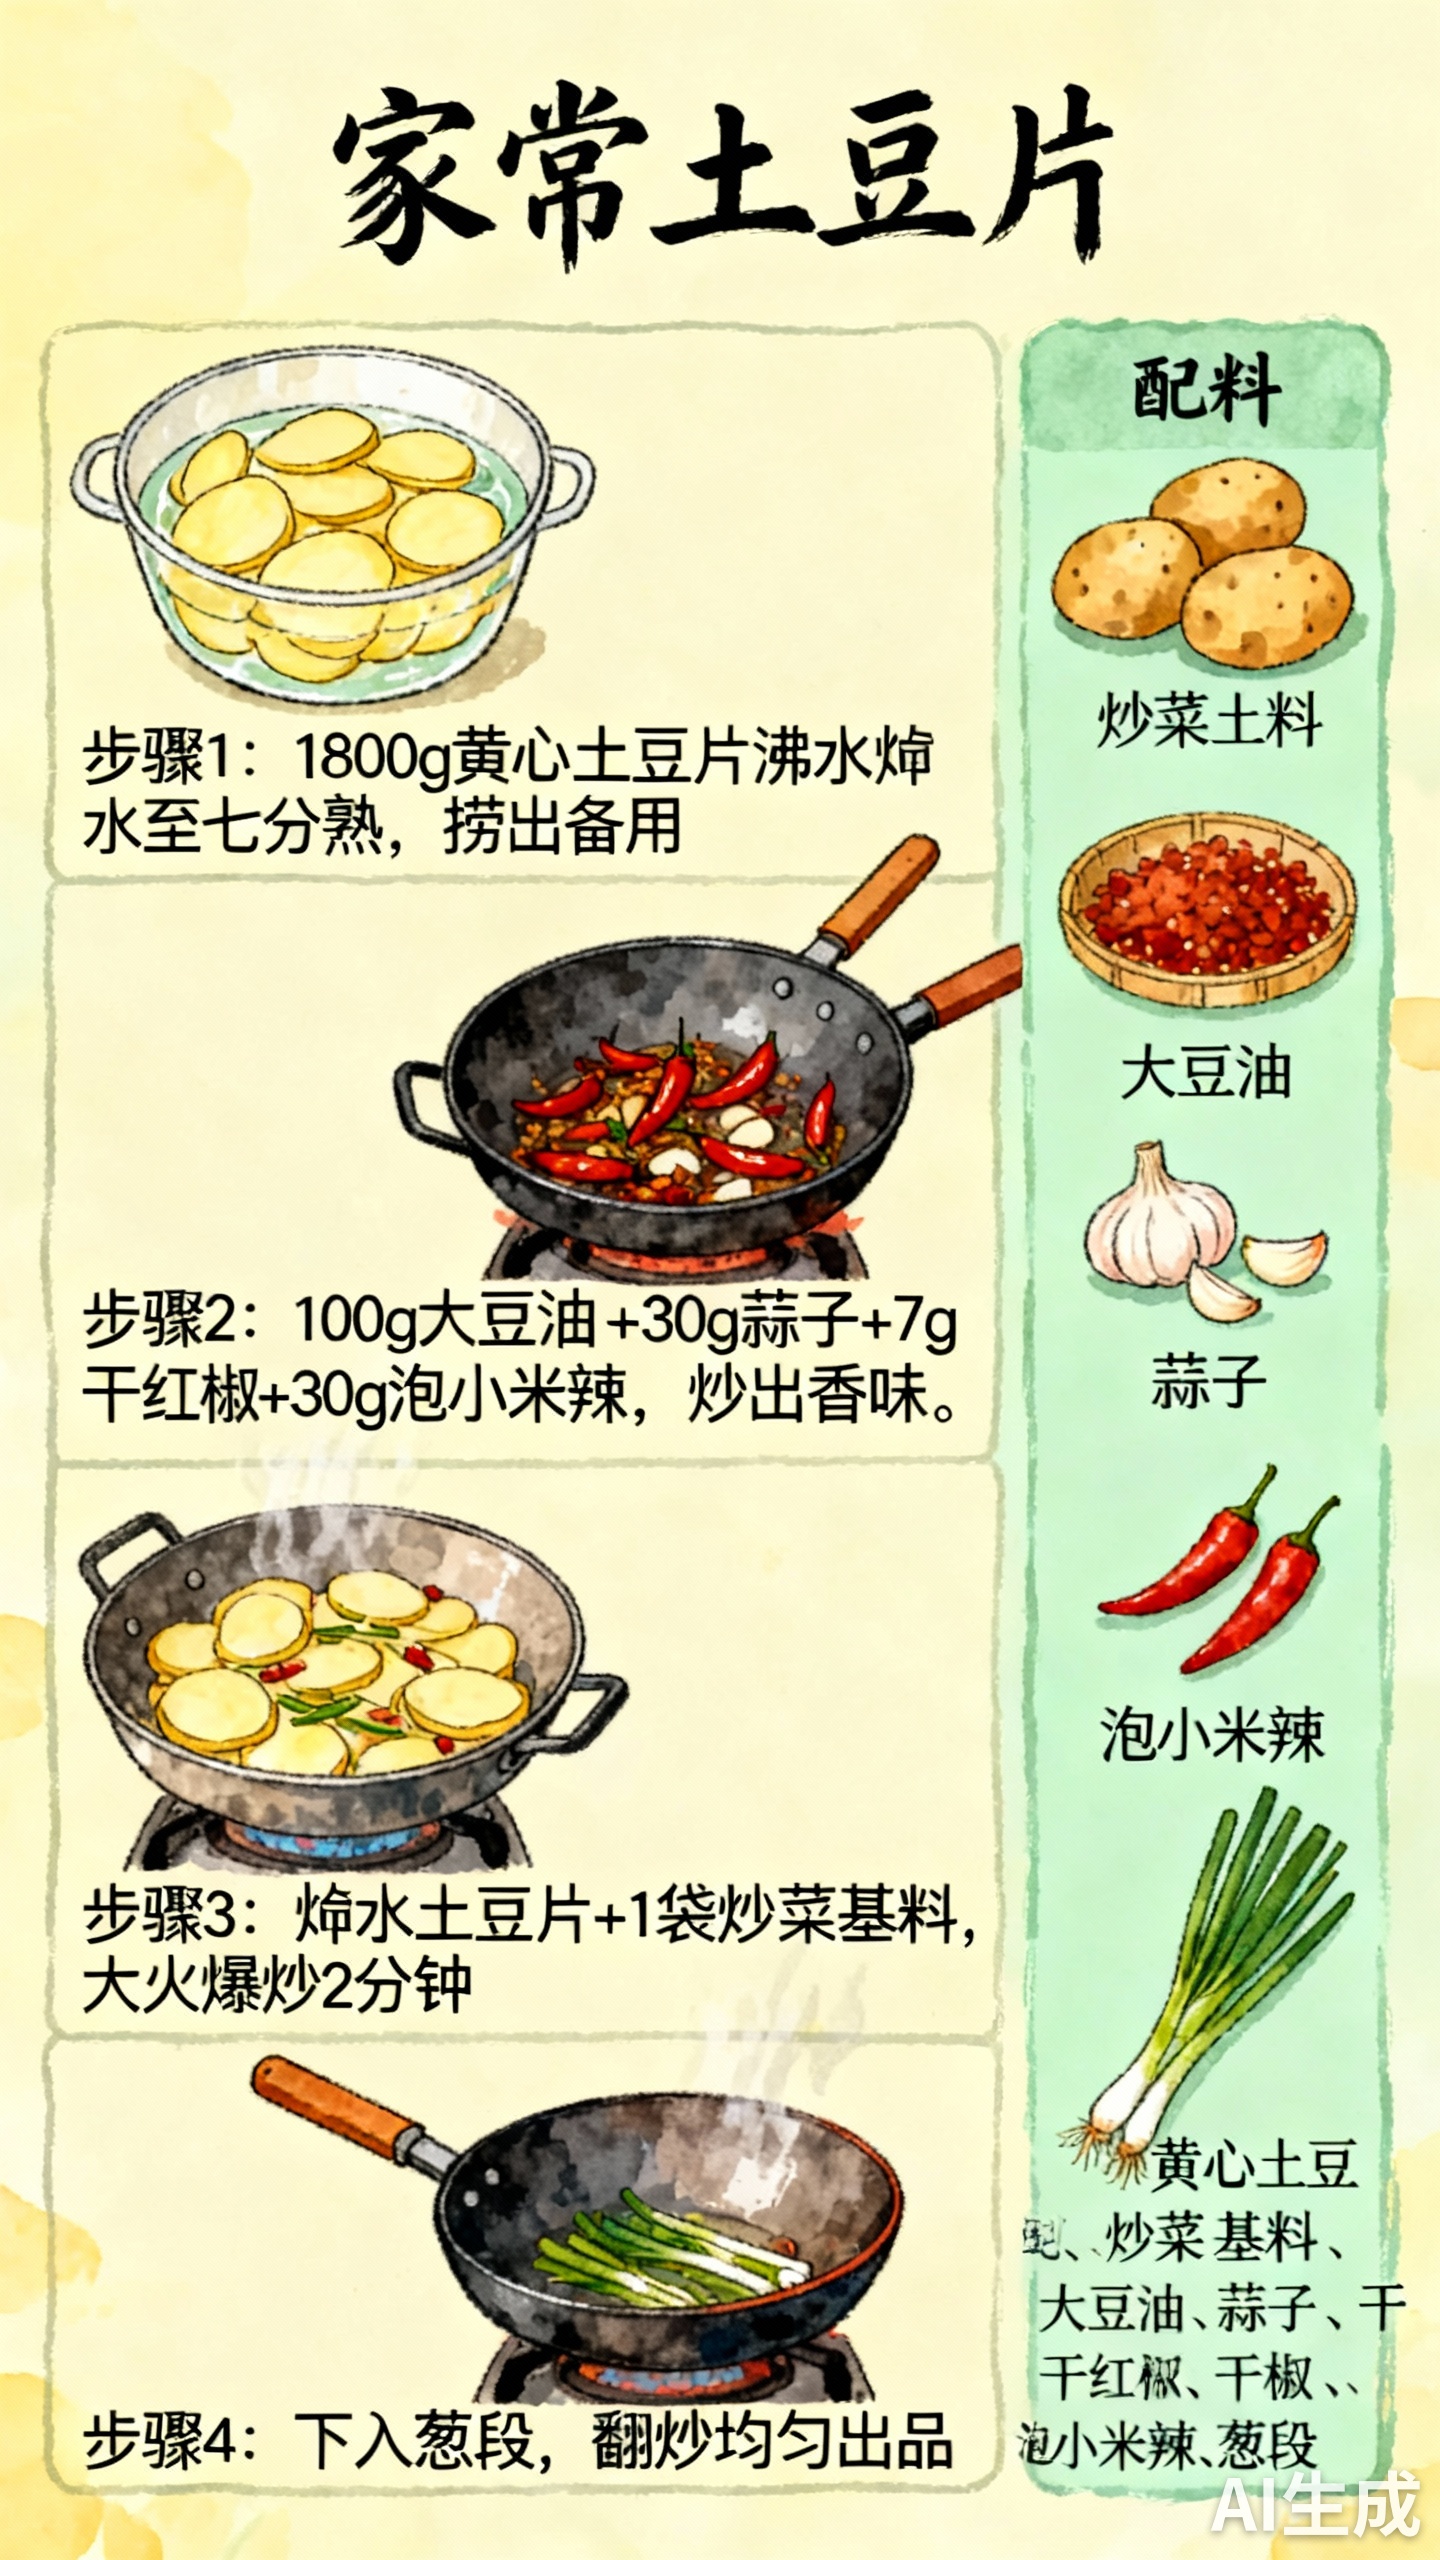 家常土豆片
步骤1：1800g黄心土豆片沸水焯
水至七分熟，捞出备用
步骤2：100g大豆油+30g蒜子+7g
干红椒+30g泡小米辣，炒出香味。
步骤3：水土豆片+1袋炒菜基料，
大火爆炒2分钟
步骤4：下入葱段，翻炒均匀出品
配料
炒菜土料
大豆油
蒜子
泡小米辣
黄心土豆
、炒菜基料、
大豆油、蒜子、干
干红椒、干椒、、
泡小米辣、葱段
AI生成